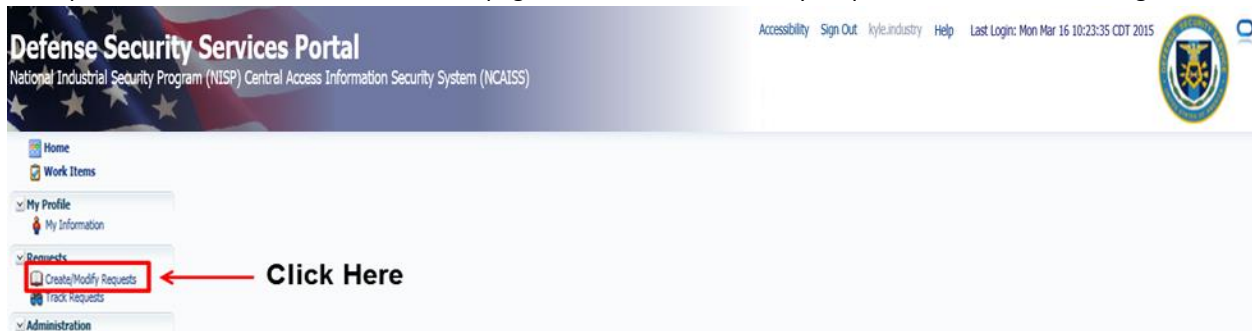 Defense Security Services Portal
National Industrial Security Program (NISP) Central Access Information Security System (NCAISS)
Accessibility Sign Out kyle.industry Help Last Login: Mon Mar 16 10:23:35 CDT 2015
Home
Work Items
My Profile
My Information
Requests
Create/Modify Requests
Click Here
Track Requests
Administration